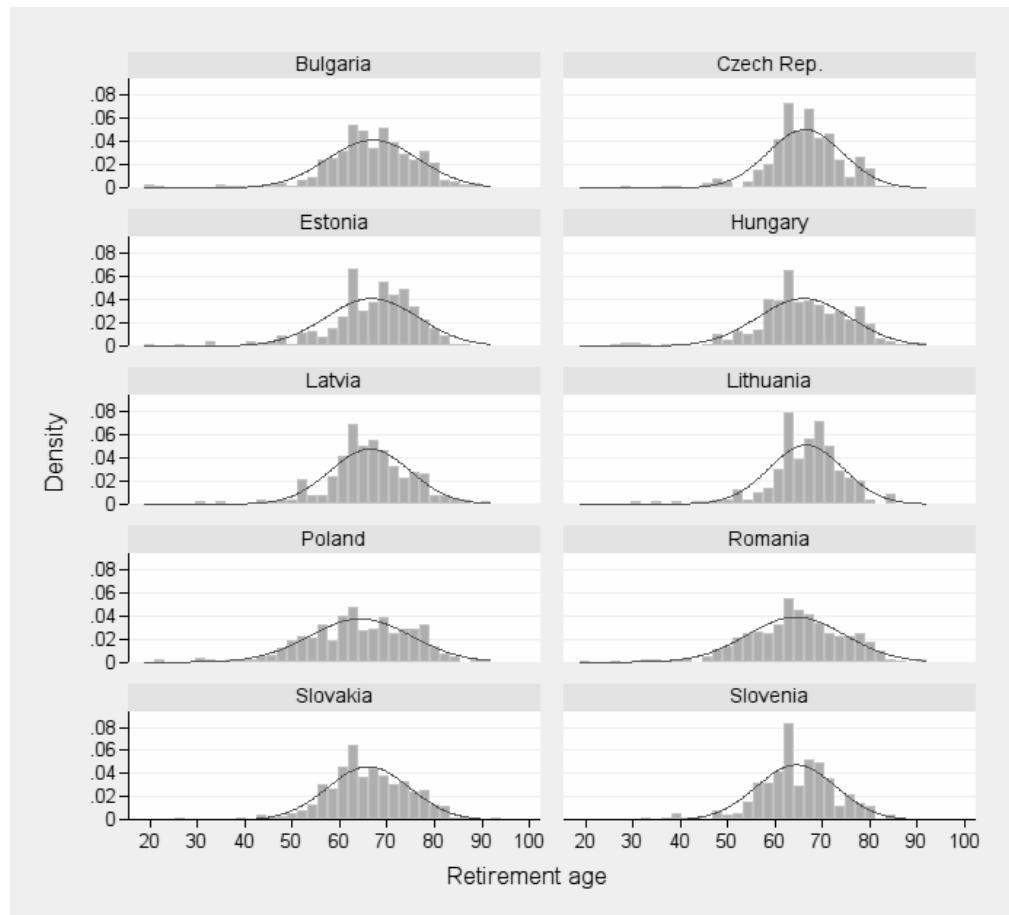 Bulgaria
Czech Rep.
.08
.06
.04
.02
0
Estonia
Hungary
.08
.06
.04
.02
0
Latvia
Lithuania
.08
.06
.04
.02
0
Poland
Romania
.08
.06
.04
.02
0
Slovakia
Slovenia
.08
.06
.04
.02
0
20 30 40 50 60 70 80 90 100
20 30 40 50 60 70 80 90 100
Density
Retirement age